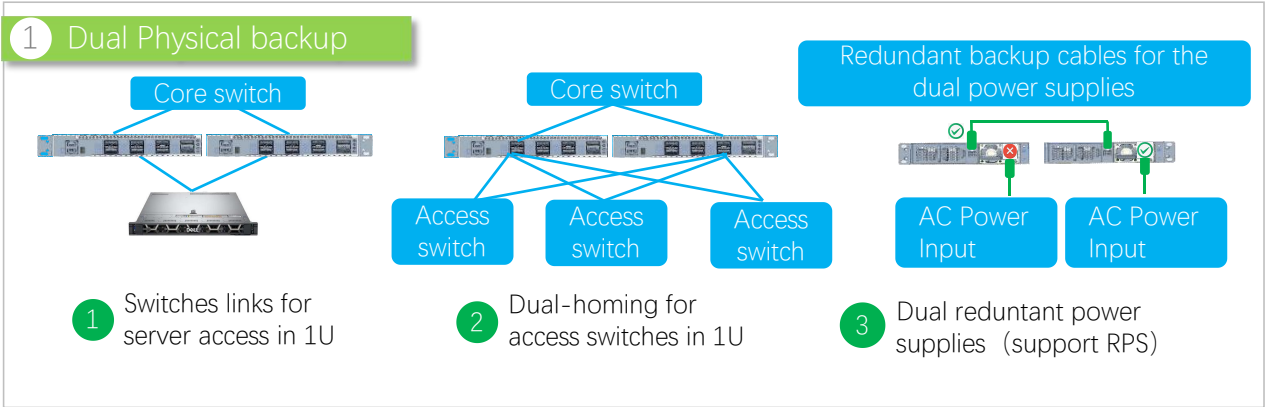 1 Dual Physical backup
Core switch
1 Switches links for
server access in 1U
Core switch
Access
switch
Access
switch
Access
switch
2 Dual-homing for
access switches in 1U
Redundant backup cables for the
dual power supplies
AC Power
Input
AC Power
Input
3 Dual reduntant power
supplies（support RPS）
DELL